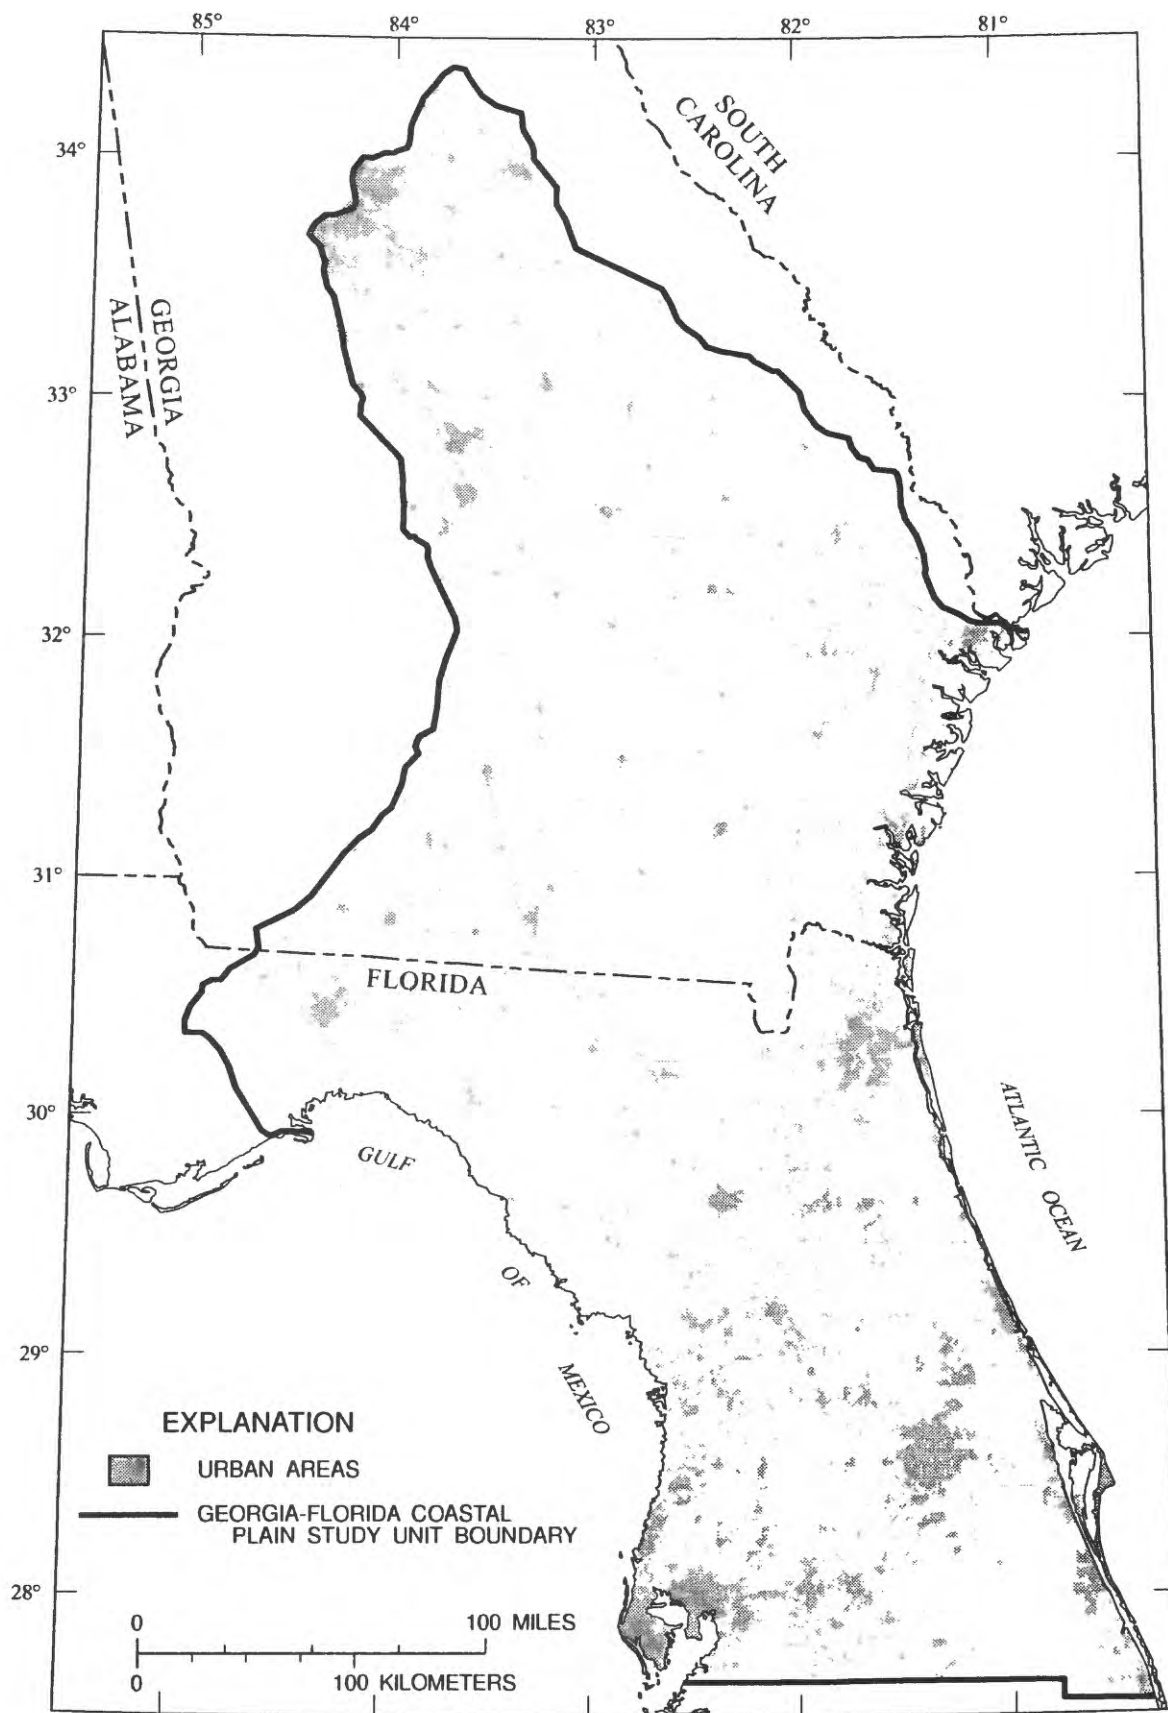 85° 84° 83° 82° 81°
34°
33°
32°
31°
30°
29°
28°
SOUTH
CAROLINA
GEORGIA
ALABAMA
FLORIDA
GULF
OF
MEXICO
ATLANTIC OCEAN
EXPLANATION
URBAN AREAS
GEORGIA-FLORIDA COASTAL
PLAIN STUDY UNIT BOUNDARY
0 100 MILES
0 100 KILOMETERS